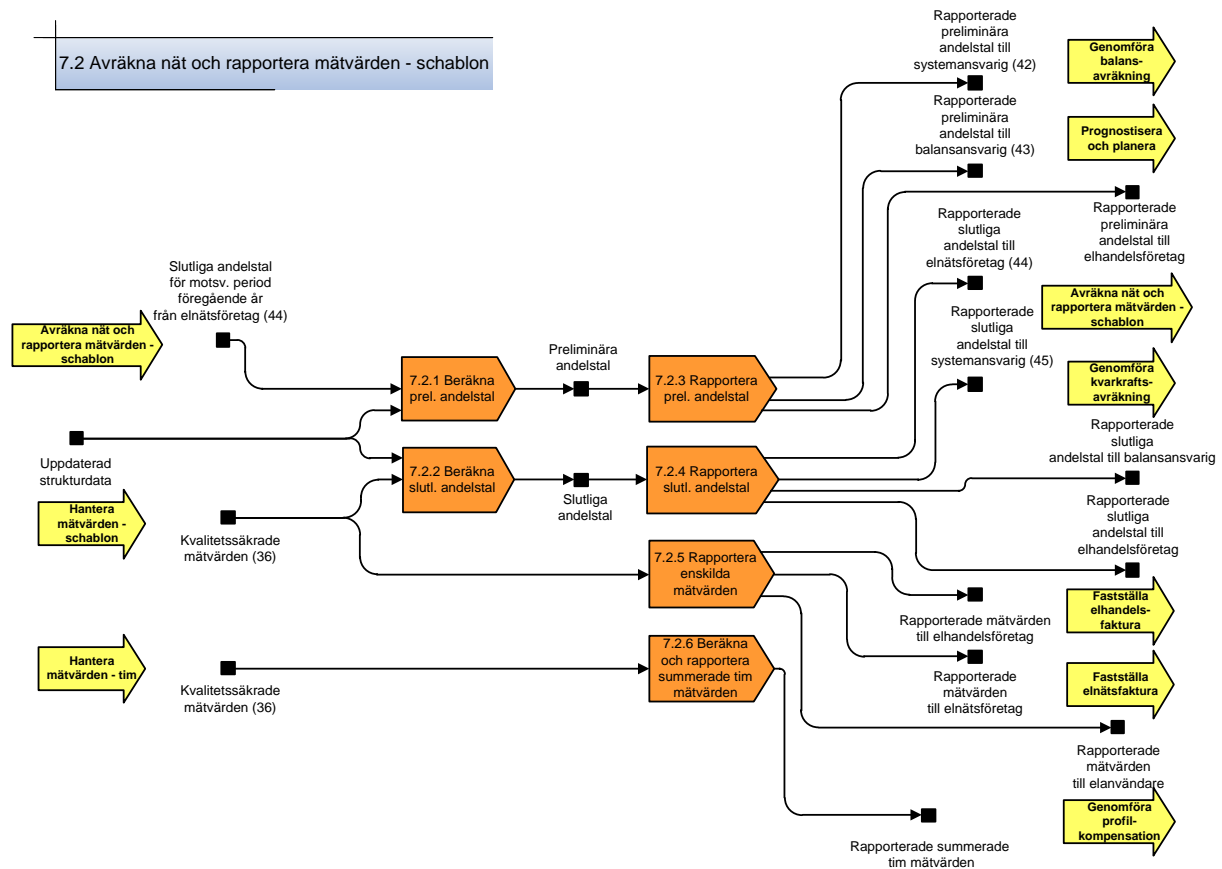 7.2 Avräkna nät och rapportera mätvärden - schablon
Rapporterade
preliminära
andelstal till
systemansvarig (42)
Genomföra
balans-
avräkning
Rapporterade
preliminära
andelstal till
balansansvarig (43)
Prognostisera
och planera
Rapporterade
preliminära
andelstal till
elhandelsföretag
Rapporterade
slutliga
andelstal till
elnätsföretag (44)
Avräkna nät och
rapportera mätvärden -
schablon
Slutliga andelstal
för motsv. period
föregående år
från elnätsföretag (44)
Avräkna nät och
rapportera mätvärden -
schablon
Rapporterade
slutliga
andelstal till
systemansvarig (45)
Genomföra
kvarkrafts-
avräkning
7.2.1 Beräkna
prel. andelstal
Preliminära
andelstal
7.2.3 Rapportera
prel. andelstal
Rapporterade
slutliga
andelstal till balansansvarig
Uppdaterad
strukturdata
7.2.2 Beräkna
slutl. andelstal
Slutliga
andelstal
7.2.4 Rapportera
slutl. andelstal
Rapporterade
slutliga
andelstal till
elhandelsföretag
Hantera
mätvärden -
schablon
Kvalitetssäkrade
mätvärden (36)
7.2.5 Rapportera
enskilda
mätvärden
Rapporterade mätvärden
till elhandelsföretag
Fastställa
elhandels-
faktura
Hantera
mätvärden - tim
Kvalitetssäkrade
mätvärden (36)
7.2.6 Beräkna
och rapportera
summerade tim
mätvärden
Rapporterade
mätvärden
till elnätsföretag
Fastställa
elnätsfaktura
Rapporterade
mätvärden
till elanvändare
Genomföra
profil-
kompensation
Rapporterade summerade
tim mätvärden